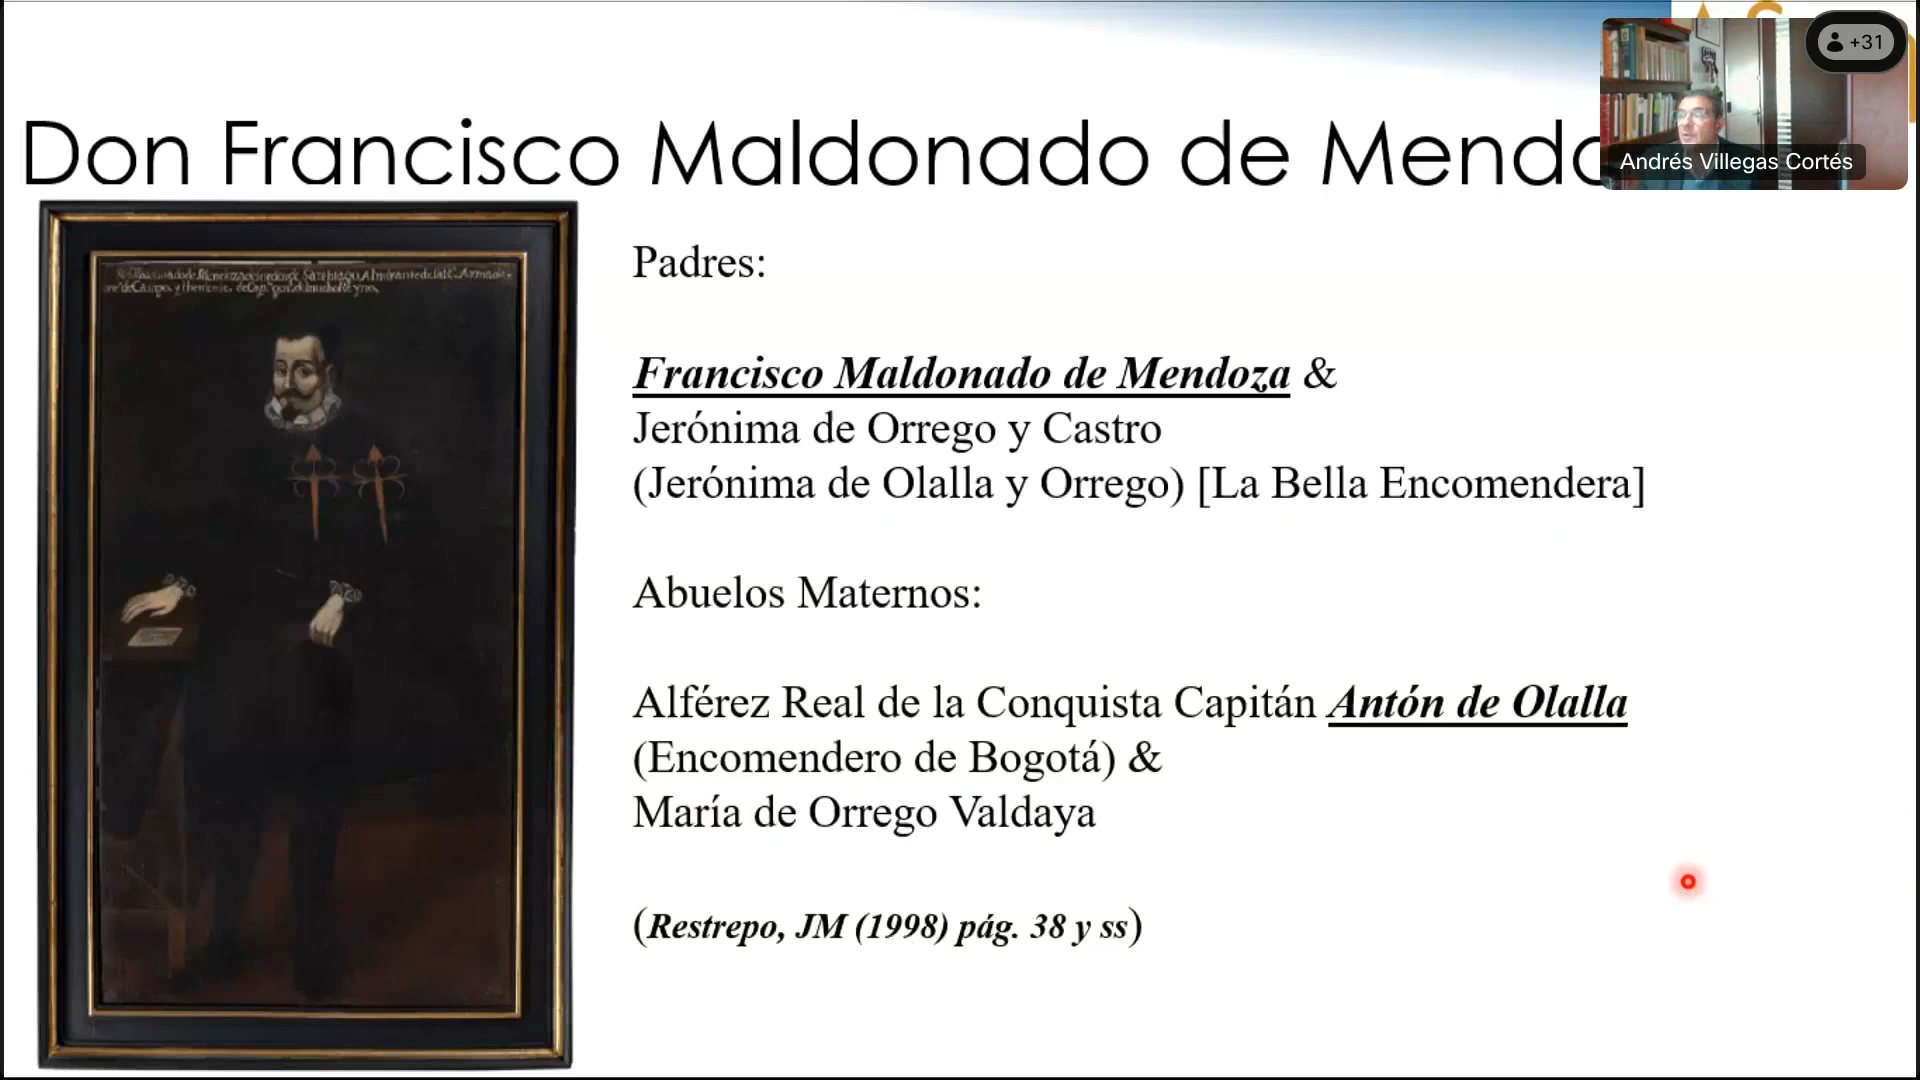 Don Francisco Maldonado de Mendo
+31
Andrés Villegas Cortés
Padres:
Francisco Maldonado de Mendoza &
Jerónima de Orrego y Castro
(Jerónima de Olalla y Orrego) [La Bella Encomendera]
Abuelos Maternos:
Alférez Real de la Conquista Capitán Antón de Olalla
(Encomendero de Bogotá) &
María de Orrego Valdaya
(Restrepo, JM (1998) pág. 38 y ss)